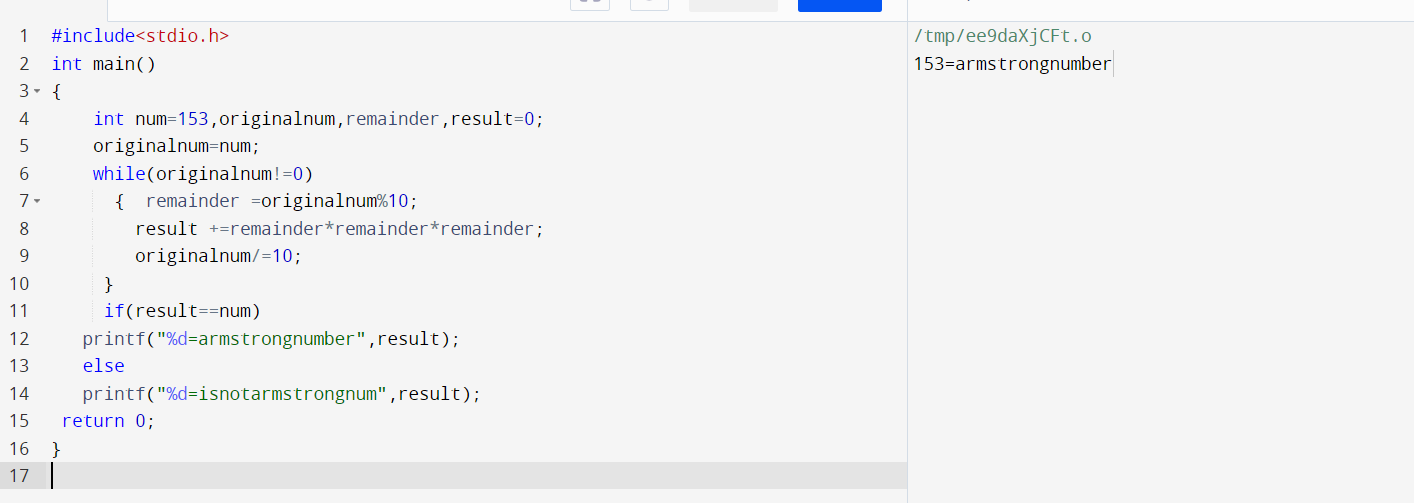 1 #include<stdio.h>
2 int main()
3 {
4     int num=153,originalnum,remainder,result=0;
5     originalnum=num;
6     while(originalnum!=0)
7       {  remainder =originalnum%10;
8         result +=remainder*remainder*remainder;
9         originalnum/=10;
10      }
11      if(result==num)
12    printf("%d=armstrongnumber",result);
13    else
14    printf("%d=isnotarmstrongnum",result);
15  return 0;
16 }
17
/tmp/ee9daXjCFt.o
153=armstrongnumber